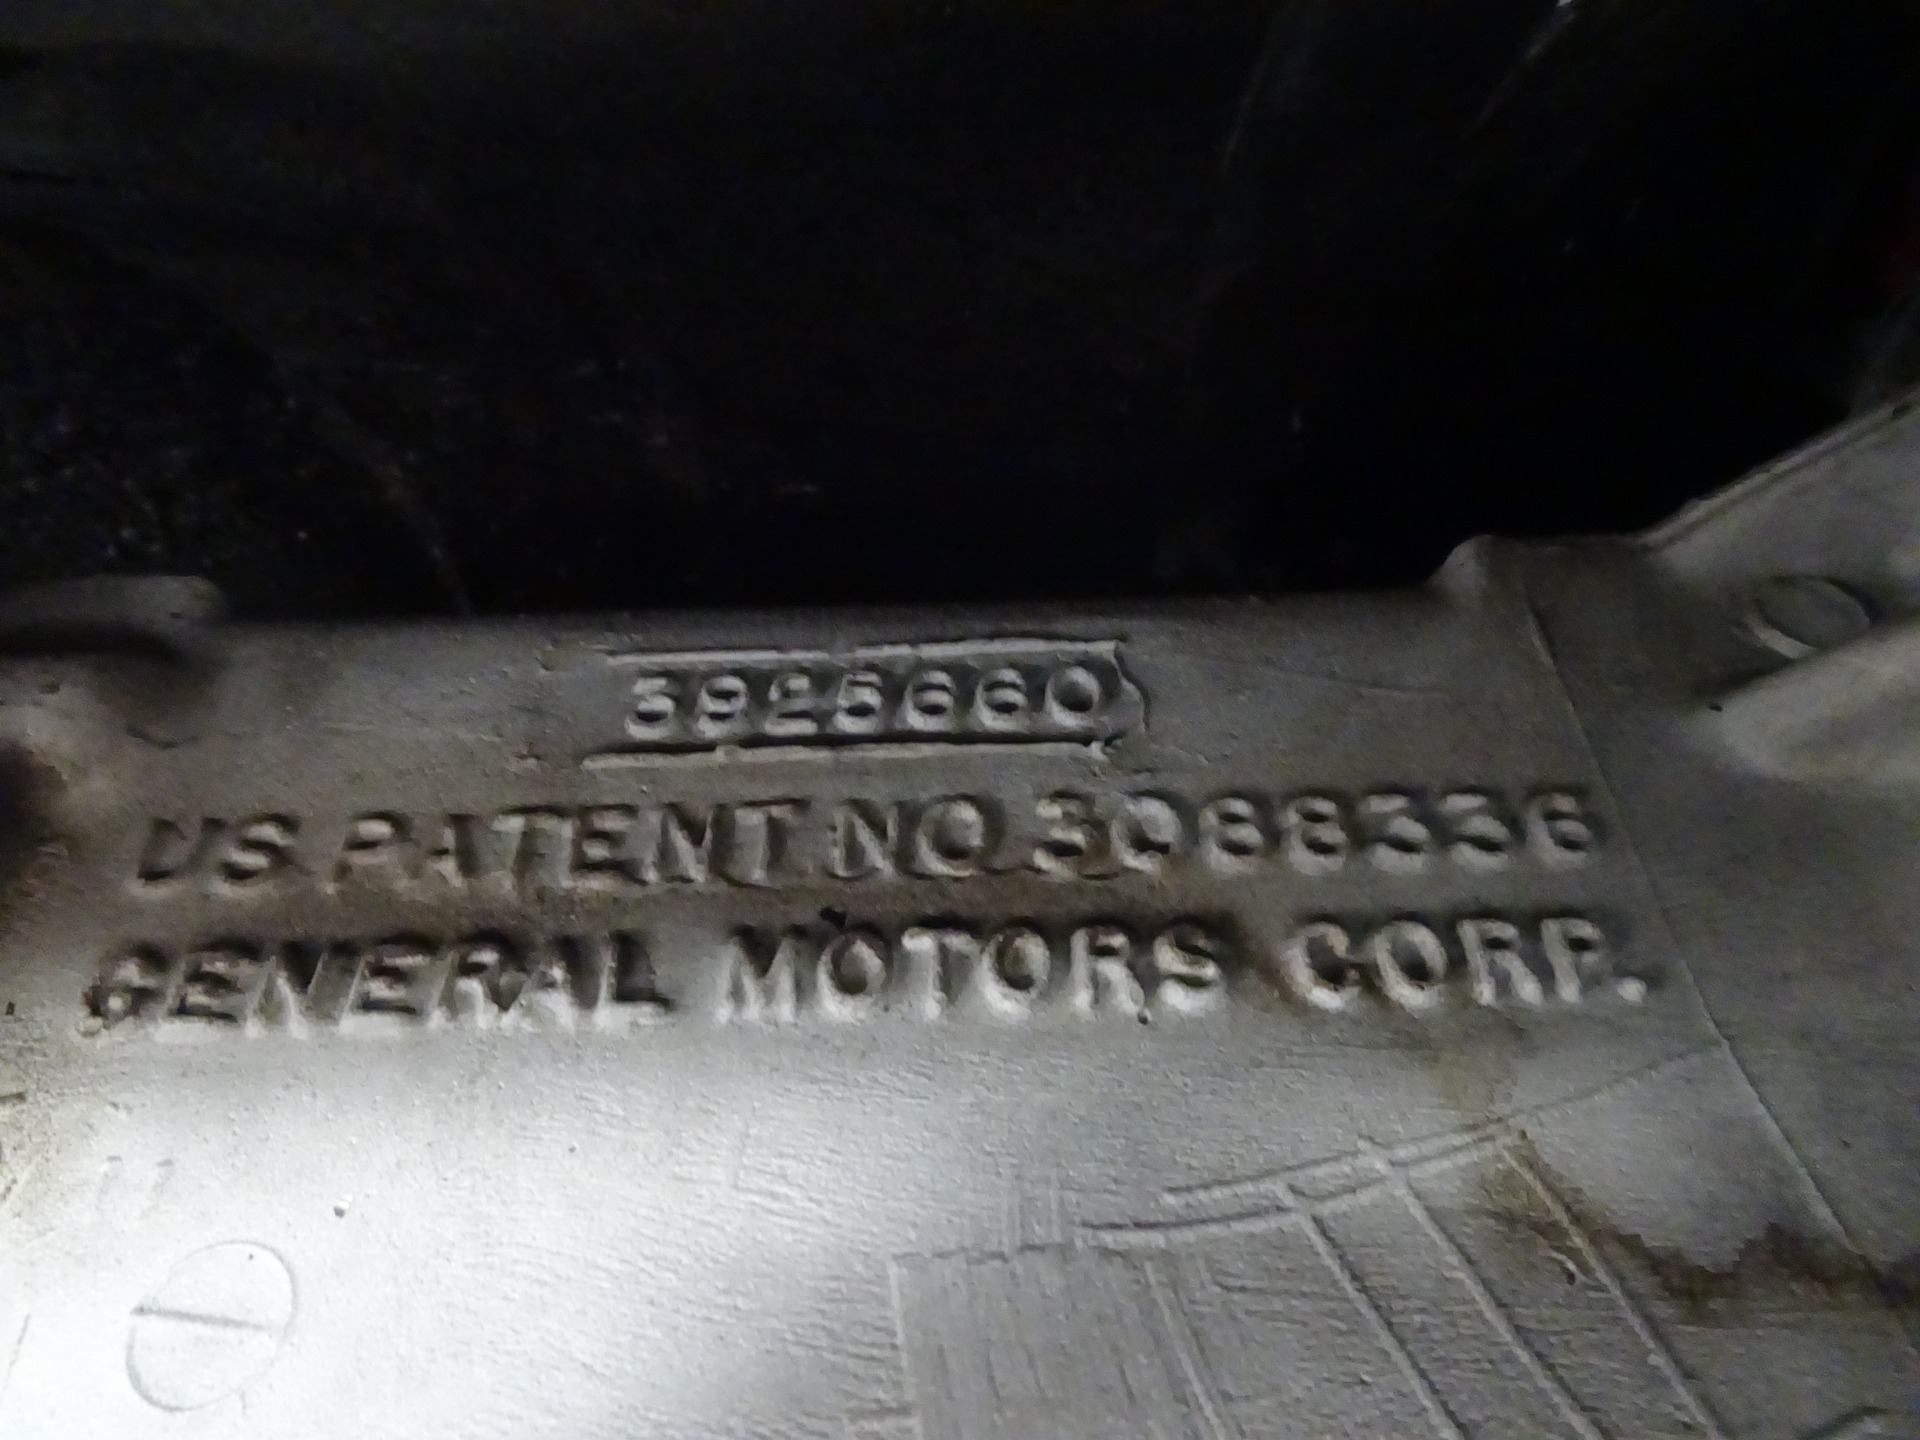 3925660
US PATENT NO. 3088336
GENERAL MOTORS CORP.